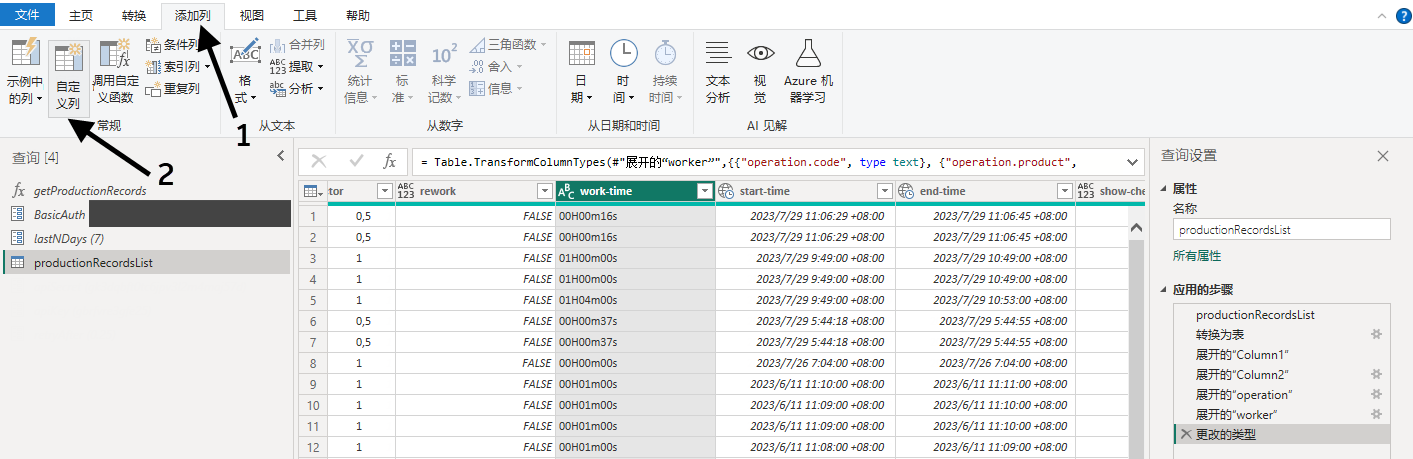 文件 主页 转换 添加列 视图 工具 帮助
示例中的列 自定义列 调用自定义函数 条件列 索引列 重复列
常规
格式 合并列 提取 分析
从文本
统计信息 标准 科学记数 三角函数 舍入 信息
从数字
日期 时间 持续时间
从日期和时间
文本分析 视觉 Azure 机器学习
AI 见解
1
2
查询 [4]
getProductionRecords
BasicAuth
lastNDays (7)
productionRecordsList
= Table.TransformColumnTypes(#"展开的“worker”",{{"operation.code", type text}, {"operation.product",
tor rework work-time start-time end-time show-che
1 0,5 FALSE 00H00m16s 2023/7/29 11:06:29 +08:00 2023/7/29 11:06:45 +08:00
2 0,5 FALSE 00H00m16s 2023/7/29 11:06:29 +08:00 2023/7/29 11:06:45 +08:00
3 1 FALSE 01H00m00s 2023/7/29 9:49:00 +08:00 2023/7/29 10:49:00 +08:00
4 1 FALSE 01H00m00s 2023/7/29 9:49:00 +08:00 2023/7/29 10:49:00 +08:00
5 1 FALSE 01H04m00s 2023/7/29 9:49:00 +08:00 2023/7/29 10:53:00 +08:00
6 0,5 FALSE 00H00m37s 2023/7/29 5:44:18 +08:00 2023/7/29 5:44:55 +08:00
7 0,5 FALSE 00H00m37s 2023/7/29 5:44:18 +08:00 2023/7/29 5:44:55 +08:00
8 1 FALSE 00H00m00s 2023/7/26 7:04:00 +08:00 2023/7/26 7:04:00 +08:00
9 1 FALSE 00H01m00s 2023/6/11 11:10:00 +08:00 2023/6/11 11:11:00 +08:00
10 1 FALSE 00H01m00s 2023/6/11 11:09:00 +08:00 2023/6/11 11:10:00 +08:00
11 1 FALSE 00H01m00s 2023/6/11 11:09:00 +08:00 2023/6/11 11:10:00 +08:00
12 1 FALSE 00H01m00s 2023/6/11 11:08:00 +08:00 2023/6/11 11:09:00 +08:00
查询设置
属性
名称
productionRecordsList
所有属性
应用的步骤
productionRecordsList
转换为表
展开的“Column1”
展开的“Column2”
展开的“operation”
展开的“worker”
更改的类型